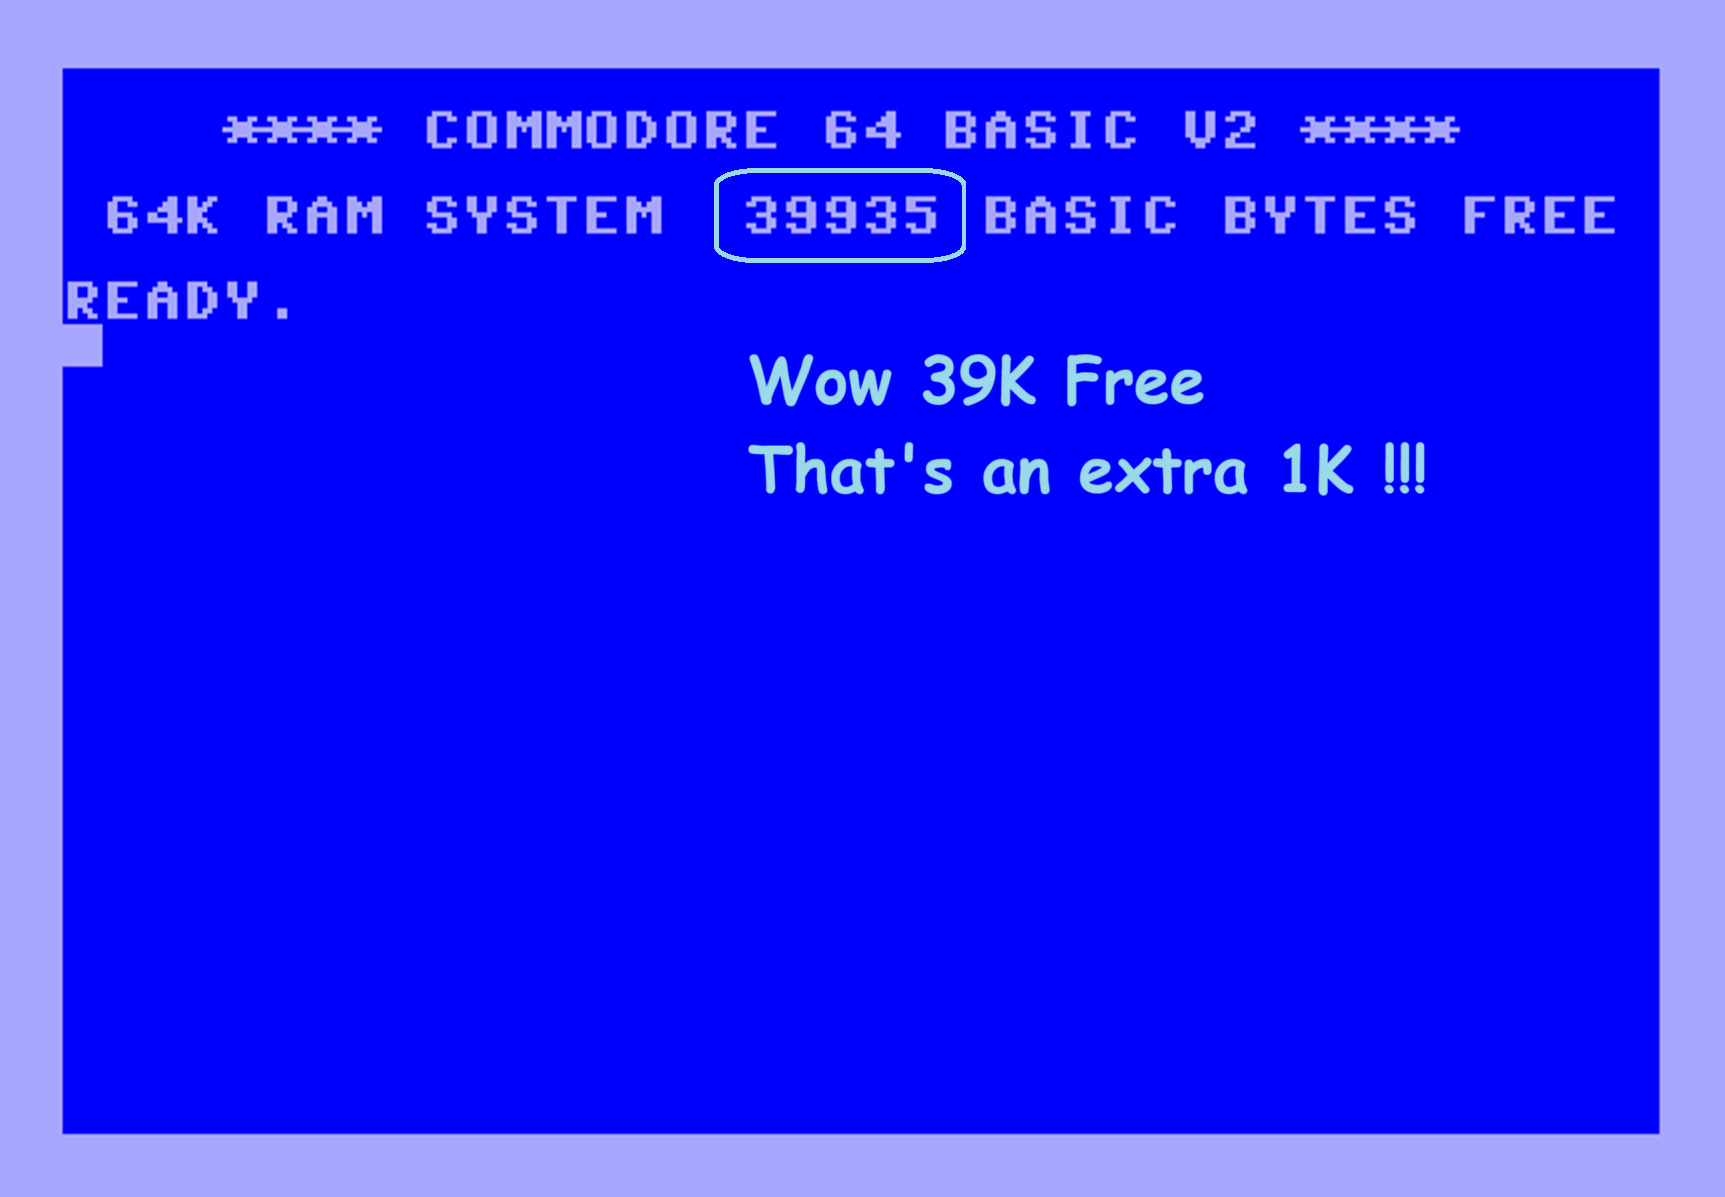 **** COMMODORE 64 BASIC V2 ****
64K RAM SYSTEM 39935 BASIC BYTES FREE
READY.
Wow 39K Free
That's an extra 1K !!!